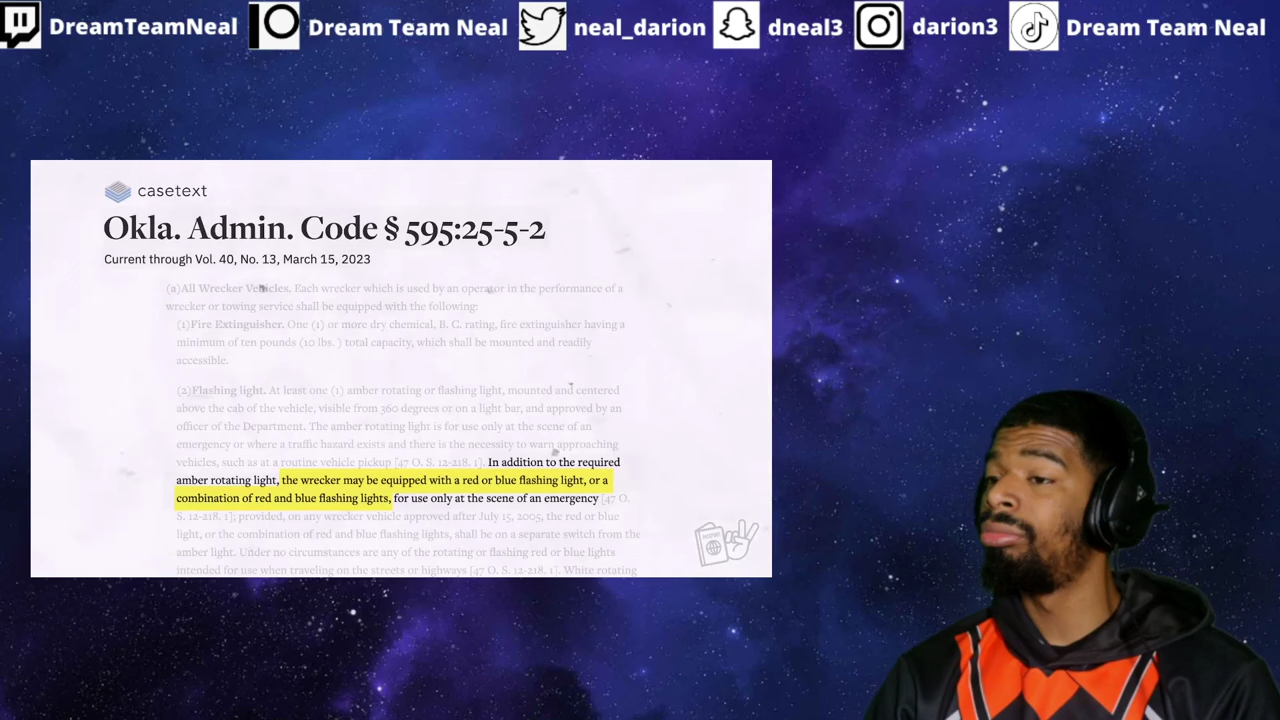 DreamTeamNeal Dream Team Neal neal_darion dneal3 darion3 Dream Team Neal
casetext
Okla. Admin. Code § 595:25-5-2
Current through Vol. 40, No. 13, March 15, 2023
(a)All Wrecker Vehicles. Each wrecker which is used by an operator in the performance of a
wrecker or towing service shall be equipped with the following:
(1)Fire Extinguisher. One (1) or more dry chemical, B. C. rating, fire extinguisher having a
minimum of ten pounds (10 lbs. ) total capacity, which shall be mounted and readily
accessible.
(2)Flashing light. At least one (1) amber rotating or flashing light, mounted and centered
above the cab of the vehicle, visible from 360 degrees or on a light bar, and approved by an
officer of the Department. The amber rotating light is for use only at the scene of an
emergency or where a traffic hazard exists and there is the necessity to warn approaching
vehicles, such as at a routine vehicle pickup [47 O. S. 12-218. 1]. In addition to the required
amber rotating light, the wrecker may be equipped with a red or blue flashing light, or a
combination of red and blue flashing lights, for use only at the scene of an emergency [47 O.
S. 12-218. 1]; provided, on any wrecker vehicle approved after July 15, 2005, the red or blue
light, or the combination of red and blue flashing lights, shall be on a separate switch from the
amber light. Under no circumstances are any of the rotating or flashing red or blue lights
intended for use when traveling on the streets or highways [47 O. S. 12-218. 1]. White rotating
PASSPORT